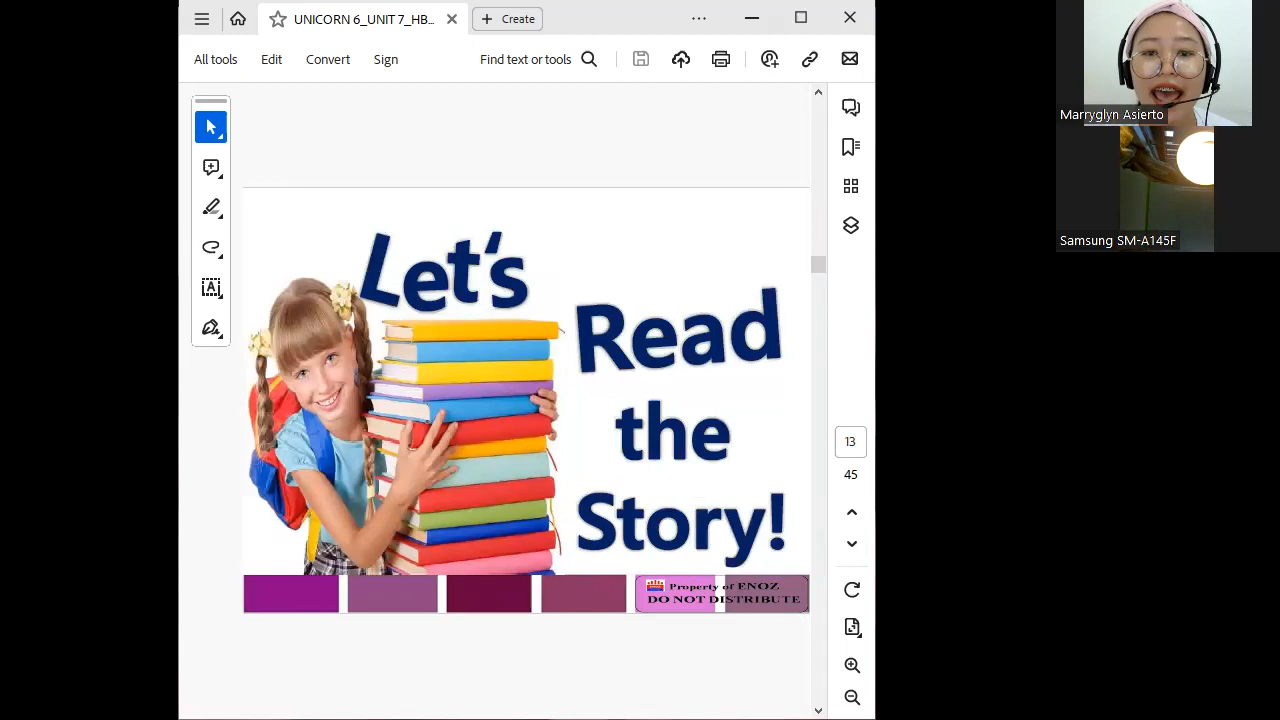 UNICORN 6_UNIT 7_HB...
Create
All tools
Edit
Convert
Sign
Find text or tools
Let's
Read
the
Story!
Property of ENOZ
DO NOT DISTRIBUTE
13
45
Marryglyn Asierto
Samsung SM-A145F